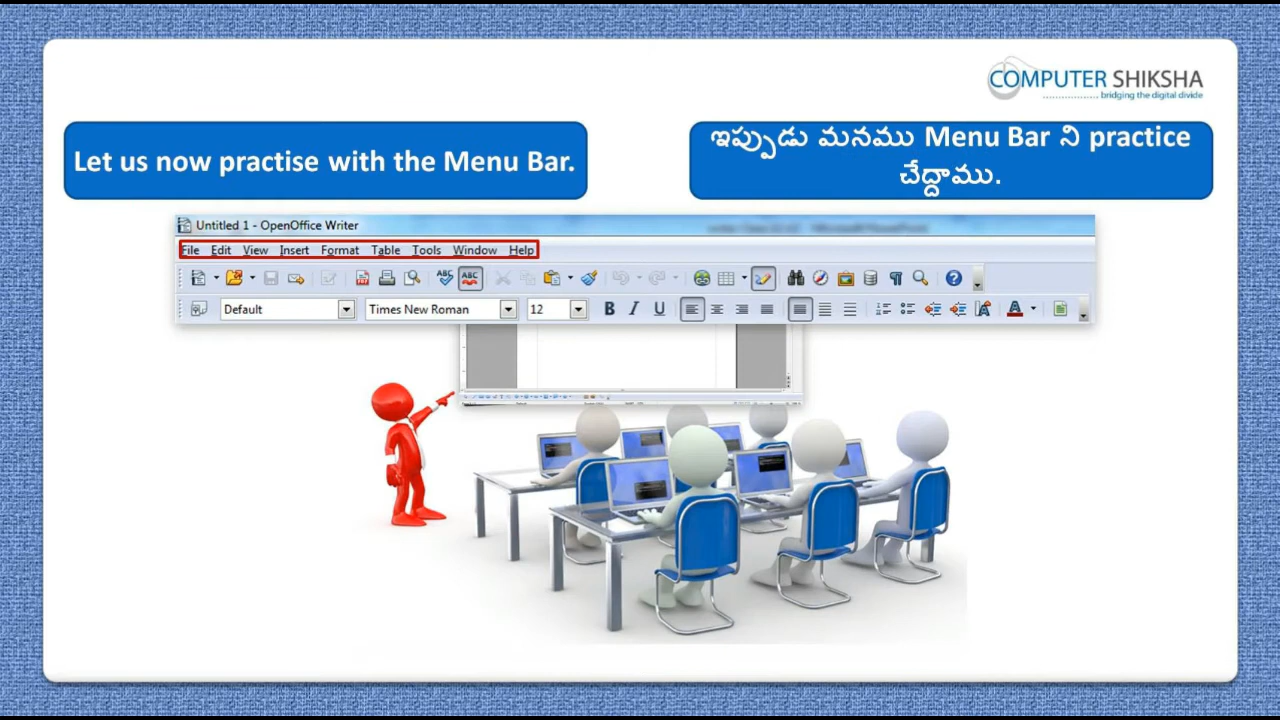 COMPUTER SHIKSHA
bridging the digital divide
Let us now practise with the Menu Bar.
ఇప్పుడు మనము Menu Bar ని practice
చేద్దాము.
Untitled 1 - OpenOffice Writer
File Edit View Insert Format Table Tools Window Help
Default Times New Roman 12 B I U